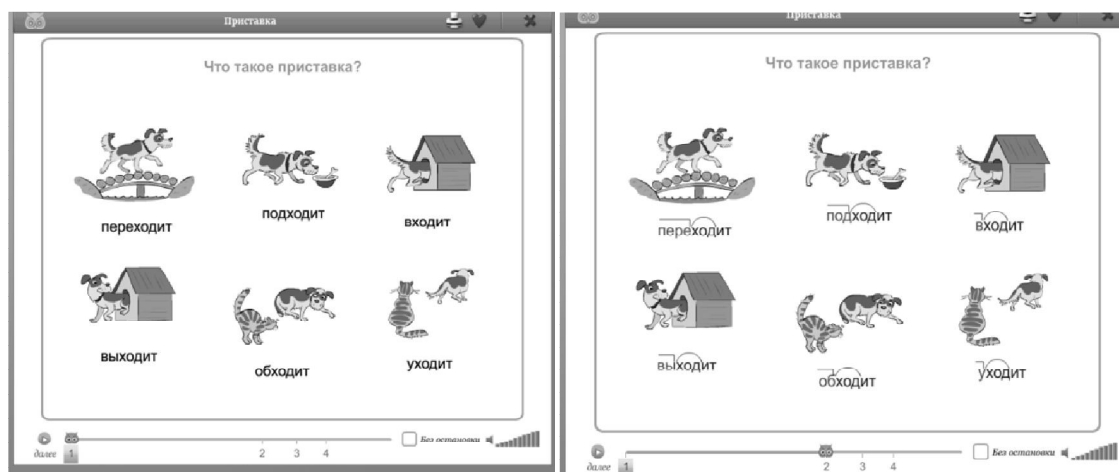 Приставка
Что такое приставка?
переходит
подходит
входит
выходит
обходит
уходит
Без остановки
далее 1 2 3 4
Приставка
Что такое приставка?
переходит
подходит
входит
выходит
обходит
уходит
Без остановки
далее 1 2 3 4